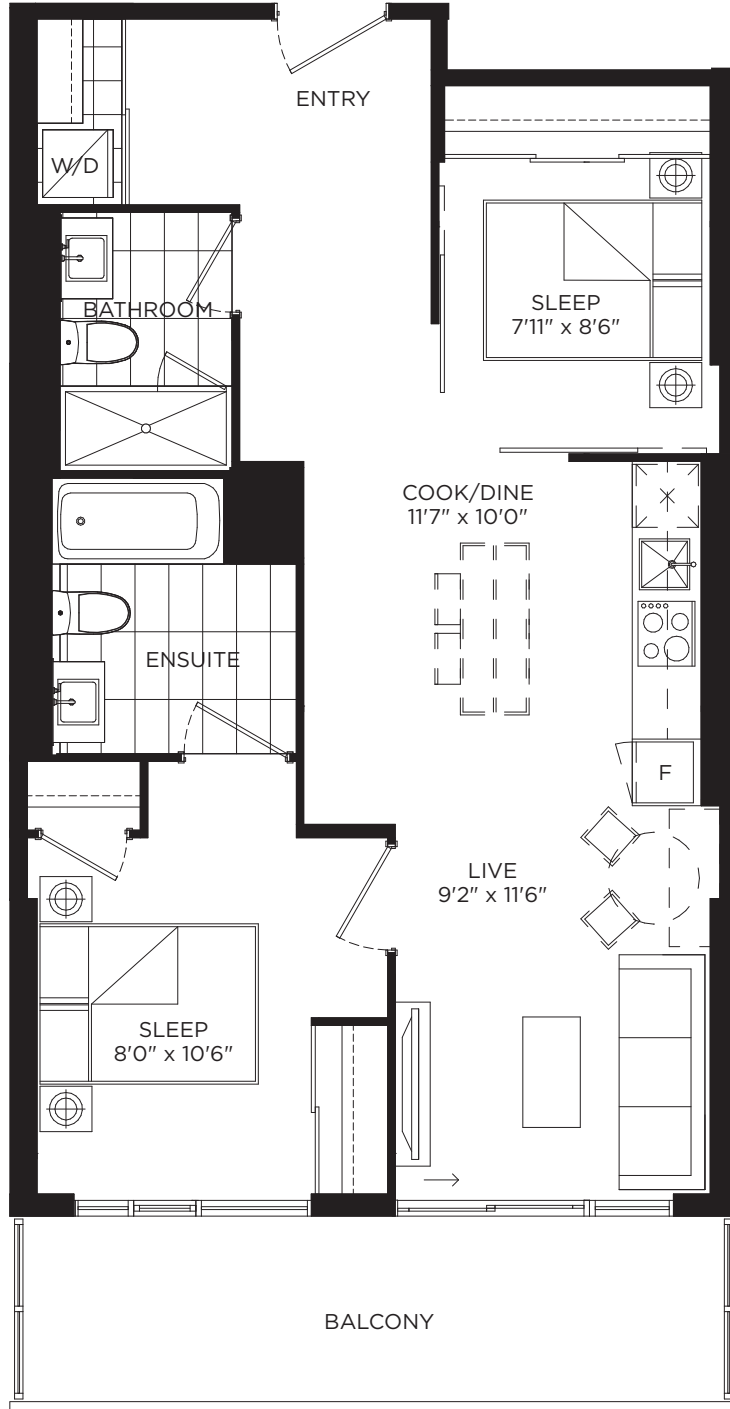 ENTRY
W/D
BATHROOM
SLEEP
7'11" x 8'6"
COOK/DINE
11'7" x 10'0"
ENSUITE
F
LIVE
9'2" x 11'6"
SLEEP
8'0" x 10'6"
BALCONY